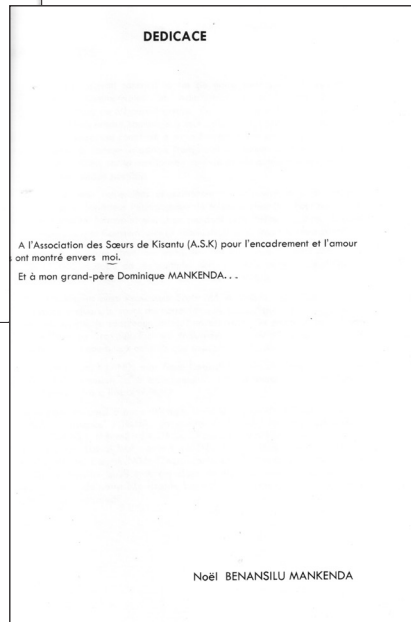 DEDICACE
A l'Association des Sœurs de Kisantu (A.S.K) pour l'encadrement et l'amour
ont montré envers moi.
Et à mon grand-père Dominique MANKENDA...
Noël BENANSILU MANKENDA